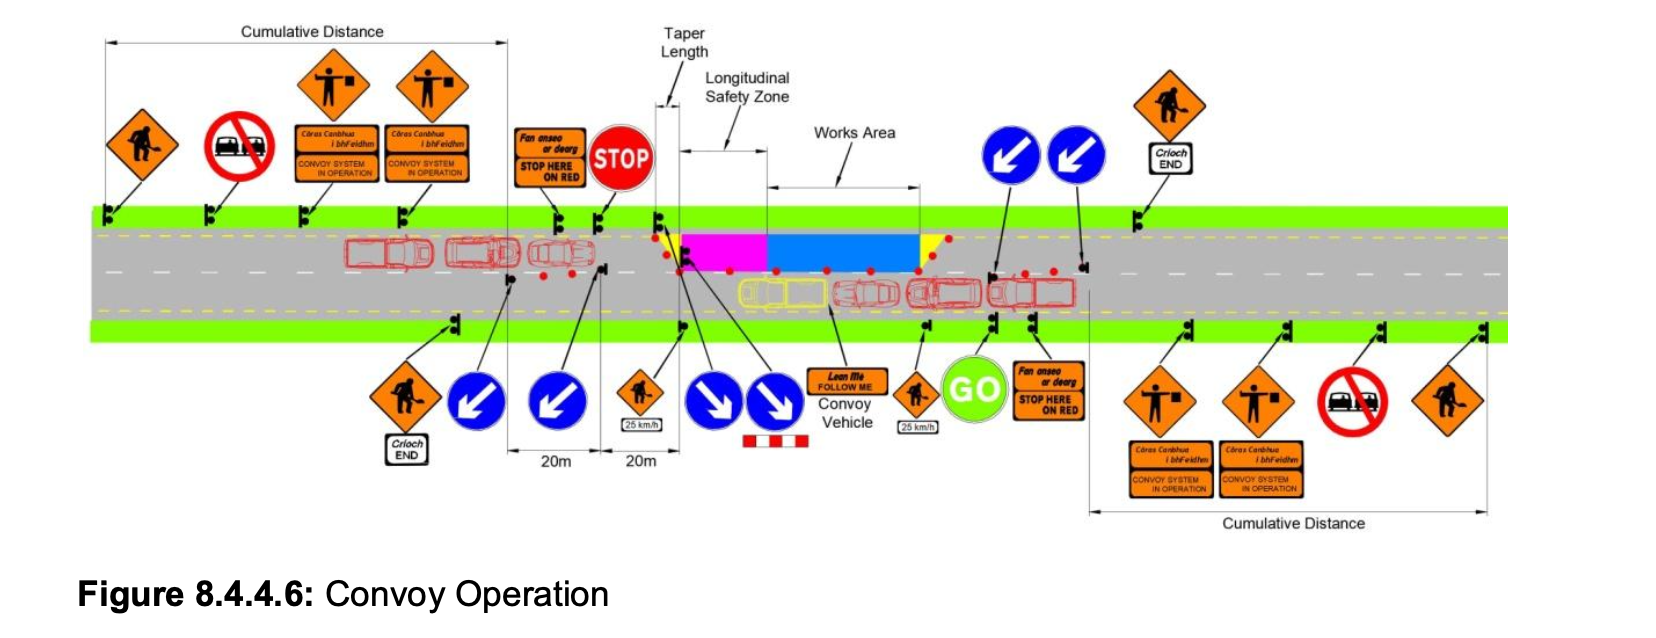 Cumulative Distance
Taper
Length
Longitudinal
Safety Zone
Works Area
Córas Canbhua
i bhFeidhm
CONVOY SYSTEM
IN OPERATION
Córas Canbhua
i bhFeidhm
CONVOY SYSTEM
IN OPERATION
Fan anseo
ar dearg
STOP HERE
ON RED
STOP
Críoch
END
Críoch
END
20m
20m
25 km/h
Lean Mé
FOLLOW ME
Convoy
Vehicle
25 km/h
GO
Fan anseo
ar dearg
STOP HERE
ON RED
Córas Canbhua
i bhFeidhm
CONVOY SYSTEM
IN OPERATION
Córas Canbhua
i bhFeidhm
CONVOY SYSTEM
IN OPERATION
Cumulative Distance
Figure 8.4.4.6: Convoy Operation